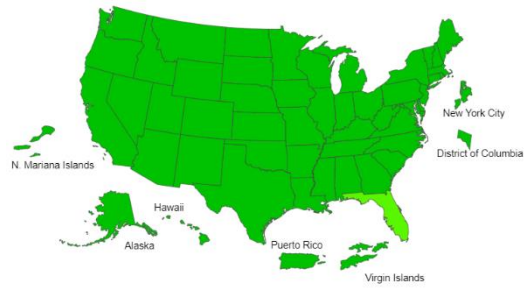 New York City
District of Columbia
N. Mariana Islands
Hawaii
Alaska
Puerto Rico
Virgin Islands